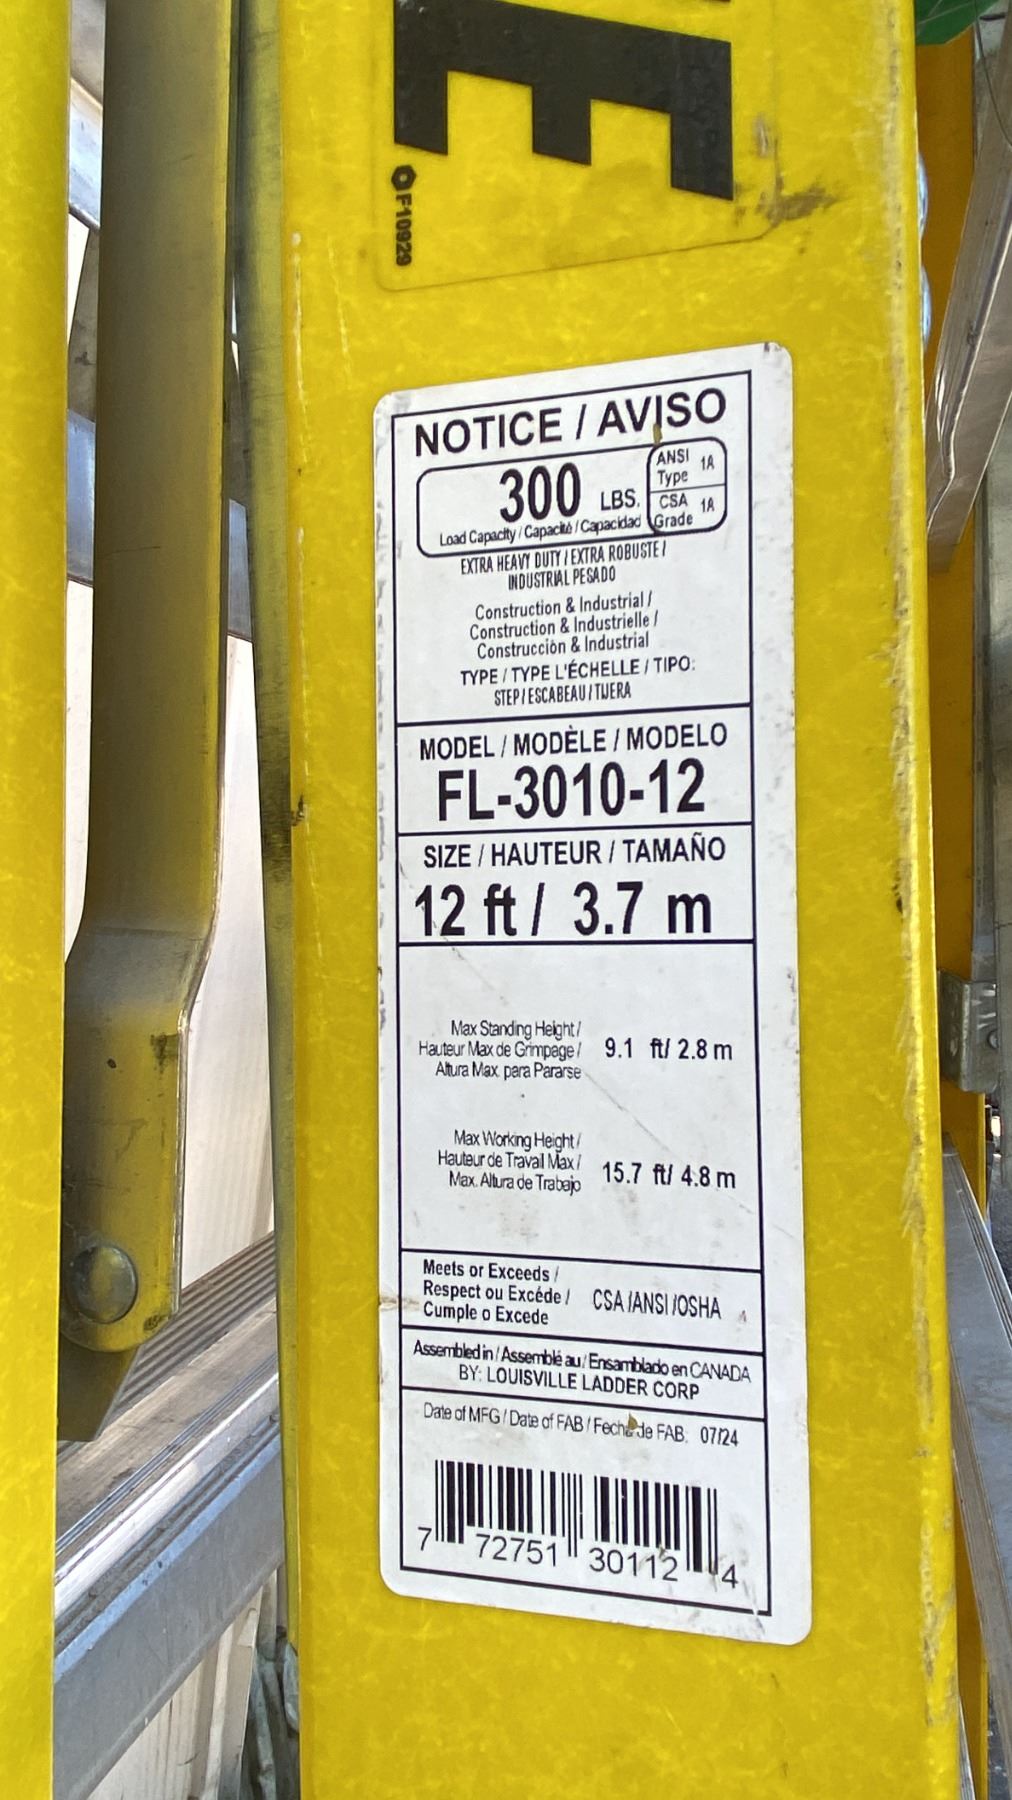 E
F10929
NOTICE / AVISO
300 LBS.
Load Capacity / Capacité / Capacidad
ANSI Type 1A
CSA Grade 1A
EXTRA HEAVY DUTY / EXTRA ROBUSTE /
INDUSTRIAL PESADO
Construction & Industrial /
Construction & Industrielle /
Construcción & Industrial
TYPE / TYPE L'ÉCHELLE / TIPO:
STEP / ESCABEAU / TIJERA
MODEL / MODÈLE / MODELO
FL-3010-12
SIZE / HAUTEUR / TAMAÑO
12 ft / 3.7 m
Max Standing Height /
Hauteur Max de Grimpage / 9.1 ft/ 2.8 m
Altura Max. para Pararse
Max Working Height /
Hauteur de Travail Max / 15.7 ft/ 4.8 m
Max. Altura de Trabajo
Meets or Exceeds /
Respect ou Excéde / CSA /ANSI /OSHA
Cumple o Excede
Assembled in / Assemblé au / Ensamblado en CANADA
BY: LOUISVILLE LADDER CORP
Date of MFG / Date of FAB / Fecha de FAB. 07/24
7 72751 30112 4